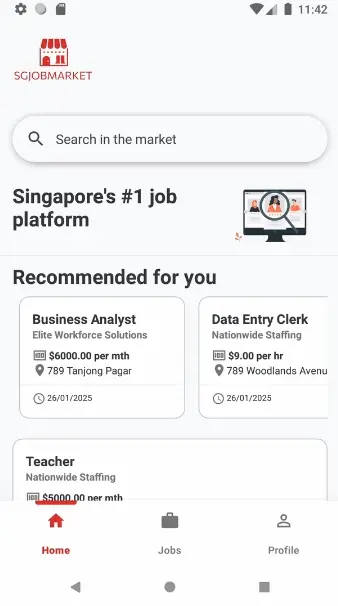 11:42
SGJOBMARKET
Search in the market
Singapore's #1 job
platform
Recommended for you
Business Analyst
Elite Workforce Solutions
$6000.00 per mth
789 Tanjong Pagar
26/01/2025
Data Entry Clerk
Nationwide Staffing
$9.00 per hr
789 Woodlands Avenu
26/01/2025
Teacher
Nationwide Staffing
$5000.00 per mth
Home
Jobs
Profile